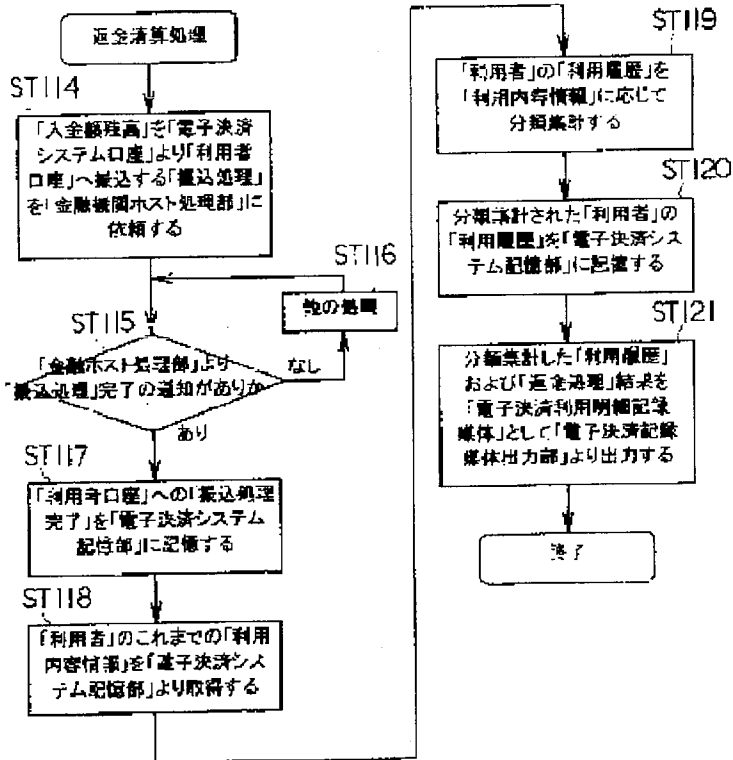 返金清算処理
ST114
「入金額残高」を「電子決済
システム口座」より「利用者
口座」へ振込する「振込処理」
を「金融機関ホスト処理部」に
依頼する
ST116
他の処理
ST115
「金融ホスト処理部」より
「振込処理」完了の通知がありか
なし
あり
ST117
「利用者口座」への「振込処理
完了」を「電子決済システム
記憶部」に記憶する
ST118
「利用者」のこれまでの「利用
内容情報」を「電子決済シス
テム記憶部」より取得する
ST119
「利用者」の「利用履歴」を
「利用内容情報」に応じて
分類集計する
ST120
分類集計された「利用者」の
「利用履歴」を「電子決済シス
テム記憶部」に記憶する
ST121
分類集計した「利用履歴」
および「返金処理」結果を
「電子決済利用明細記録
媒体」として「電子決済記録
媒体出力部」より出力する
終了